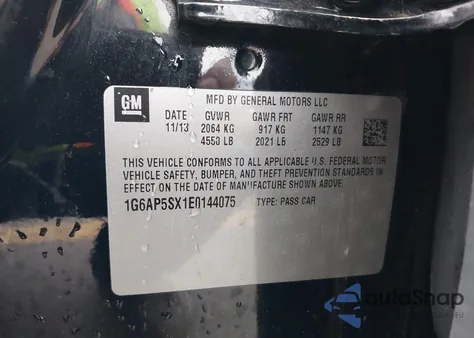 GM
MFD BY GENERAL MOTORS LLC
DATE GVWR GAWR FRT GAWR RR
11/13 2064 KG 917 KG 1147 KG
4550 LB 2021 LB 2529 LB
THIS VEHICLE CONFORMS TO ALL APPLICABLE U.S. FEDERAL MOTOR
VEHICLE SAFETY, BUMPER, AND THEFT PREVENTION STANDARDS IN
EFFECT ON THE DATE OF MANUFACTURE SHOWN ABOVE.
1G6AP5SX1E0144075 TYPE: PASS CAR
autoSnap